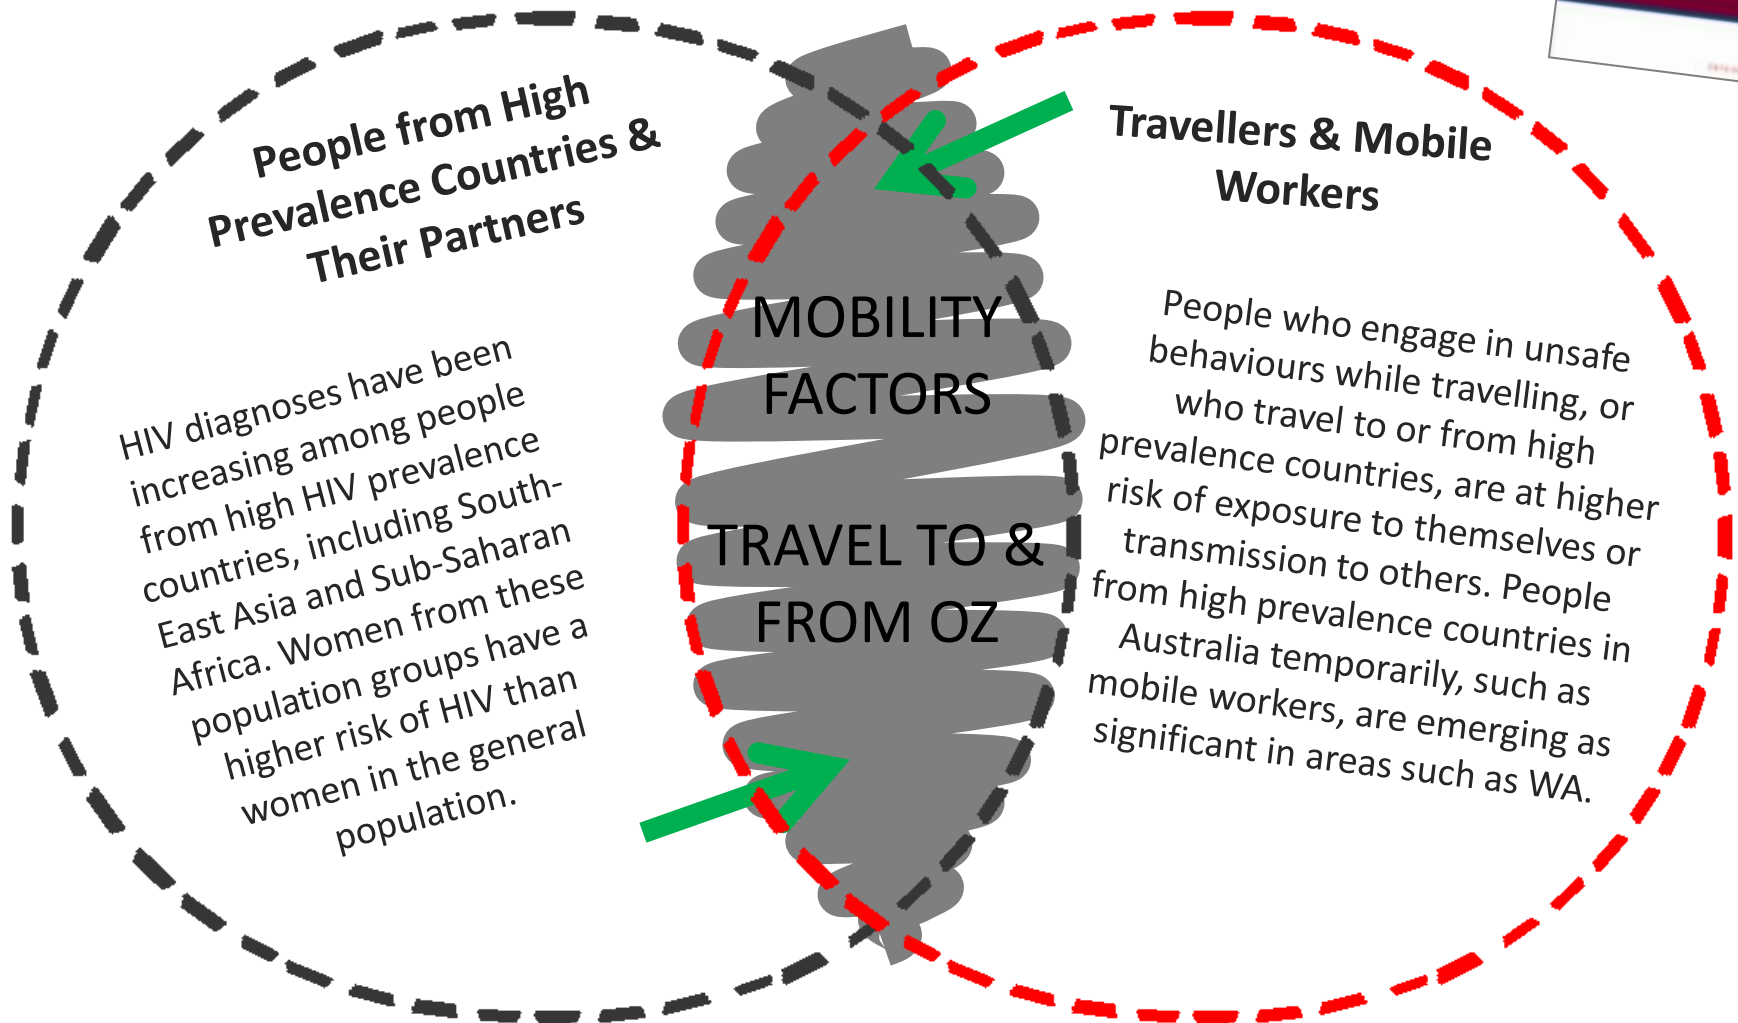 People from High
Prevalence Countries &
Their Partners
HIV diagnoses have been
increasing among people
from high HIV prevalence
countries, including South-
East Asia and Sub-Saharan
Africa. Women from these
population groups have a
higher risk of HIV than
women in the general
population.
MOBILITY
FACTORS
TRAVEL TO &
FROM OZ
Travellers & Mobile
Workers
People who engage in unsafe
behaviours while travelling, or
who travel to or from high
prevalence countries, are at higher
risk of exposure to themselves or
transmission to others. People
from high prevalence countries in
Australia temporarily, such as
mobile workers, are emerging as
significant in areas such as WA.